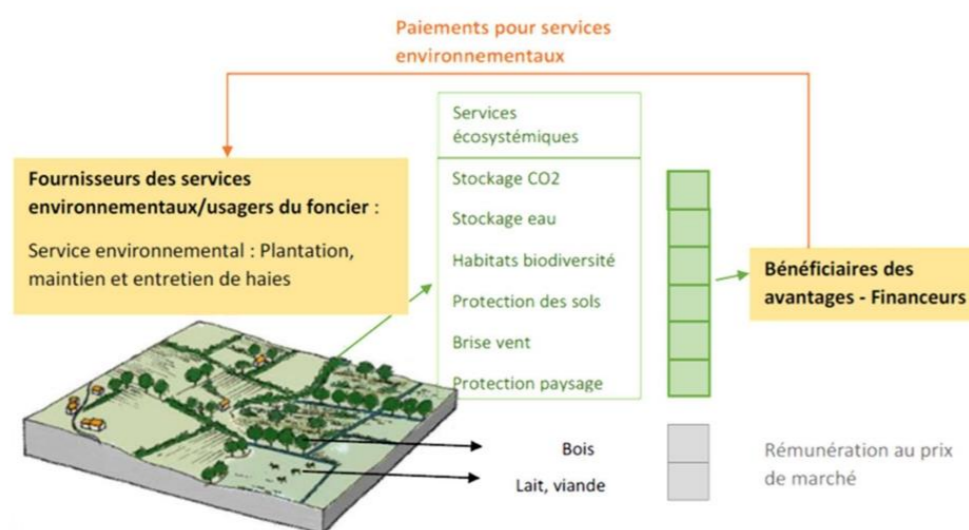 Paiements pour services
environnementaux
Services
écosystémiques
Fournisseurs des services
environnementaux/usagers du foncier :
Service environnemental : Plantation,
maintien et entretien de haies
Stockage CO2
Stockage eau
Habitats biodiversité
Protection des sols
Brise vent
Protection paysage
Bénéficiaires des
avantages - Financeurs
Bois
Lait, viande
Rémunération au prix
de marché